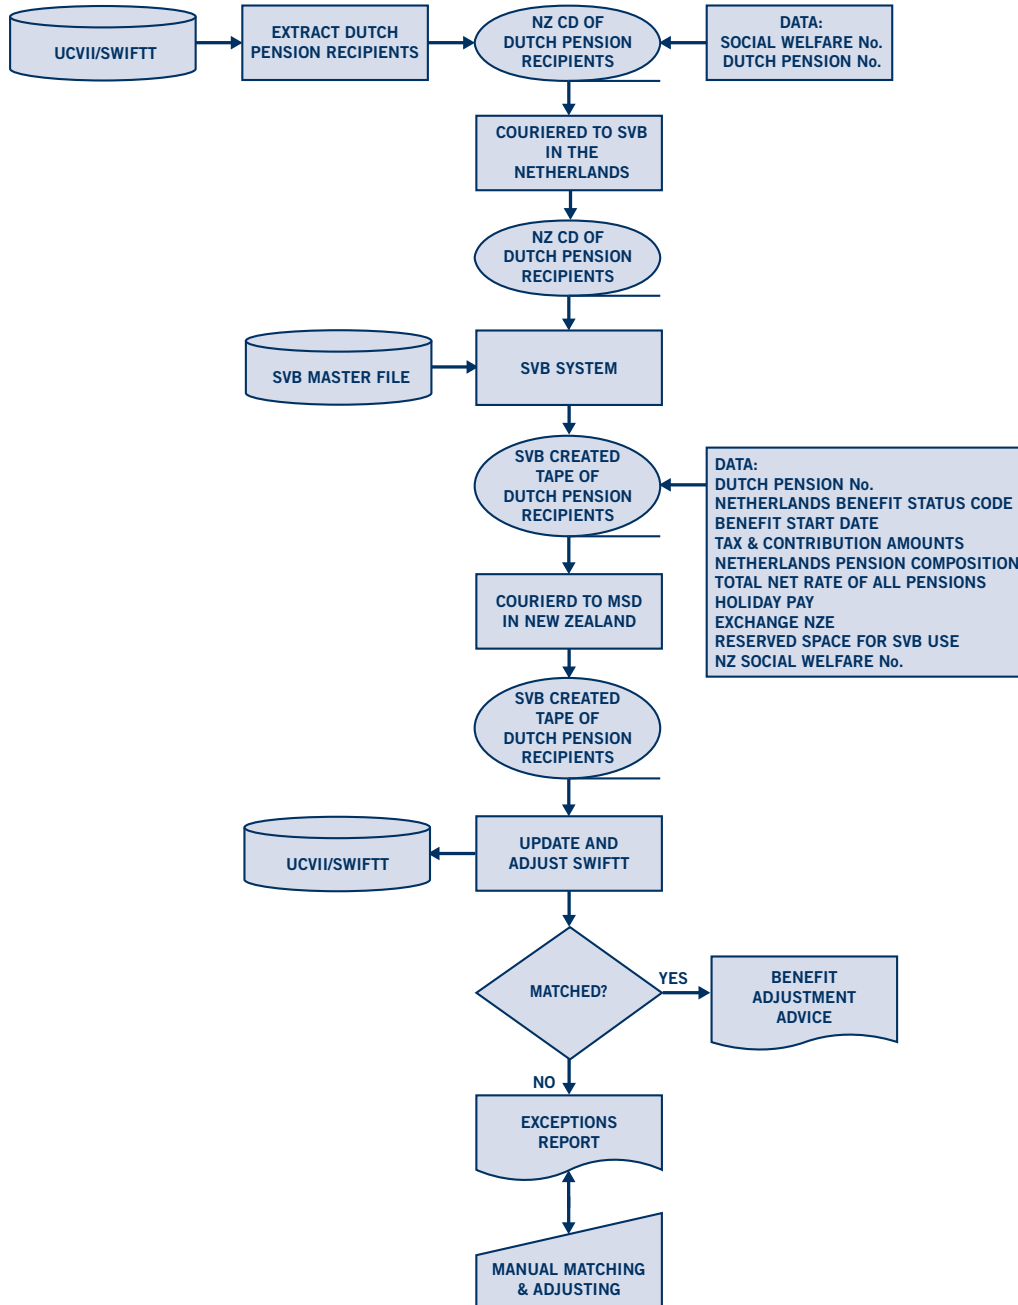 UCVII/SWIFTT
EXTRACT DUTCH
PENSION RECIPIENTS
NZ CD OF
DUTCH PENSION
RECIPIENTS
DATA:
SOCIAL WELFARE No.
DUTCH PENSION No.
COURIERED TO SVB
IN THE
NETHERLANDS
NZ CD OF
DUTCH PENSION
RECIPIENTS
SVB MASTER FILE
SVB SYSTEM
SVB CREATED
TAPE OF
DUTCH PENSION
RECIPIENTS
DATA:
DUTCH PENSION No.
NETHERLANDS BENEFIT STATUS CODE
BENEFIT START DATE
TAX & CONTRIBUTION AMOUNTS
NETHERLANDS PENSION COMPOSITION
TOTAL NET RATE OF ALL PENSIONS
HOLIDAY PAY
EXCHANGE NZE
RESERVED SPACE FOR SVB USE
NZ SOCIAL WELFARE No.
COURIERD TO MSD
IN NEW ZEALAND
SVB CREATED
TAPE OF
DUTCH PENSION
RECIPIENTS
UCVII/SWIFTT
UPDATE AND
ADJUST SWIFTT
MATCHED?
YES
BENEFIT
ADJUSTMENT
ADVICE
NO
EXCEPTIONS
REPORT
MANUAL MATCHING
& ADJUSTING